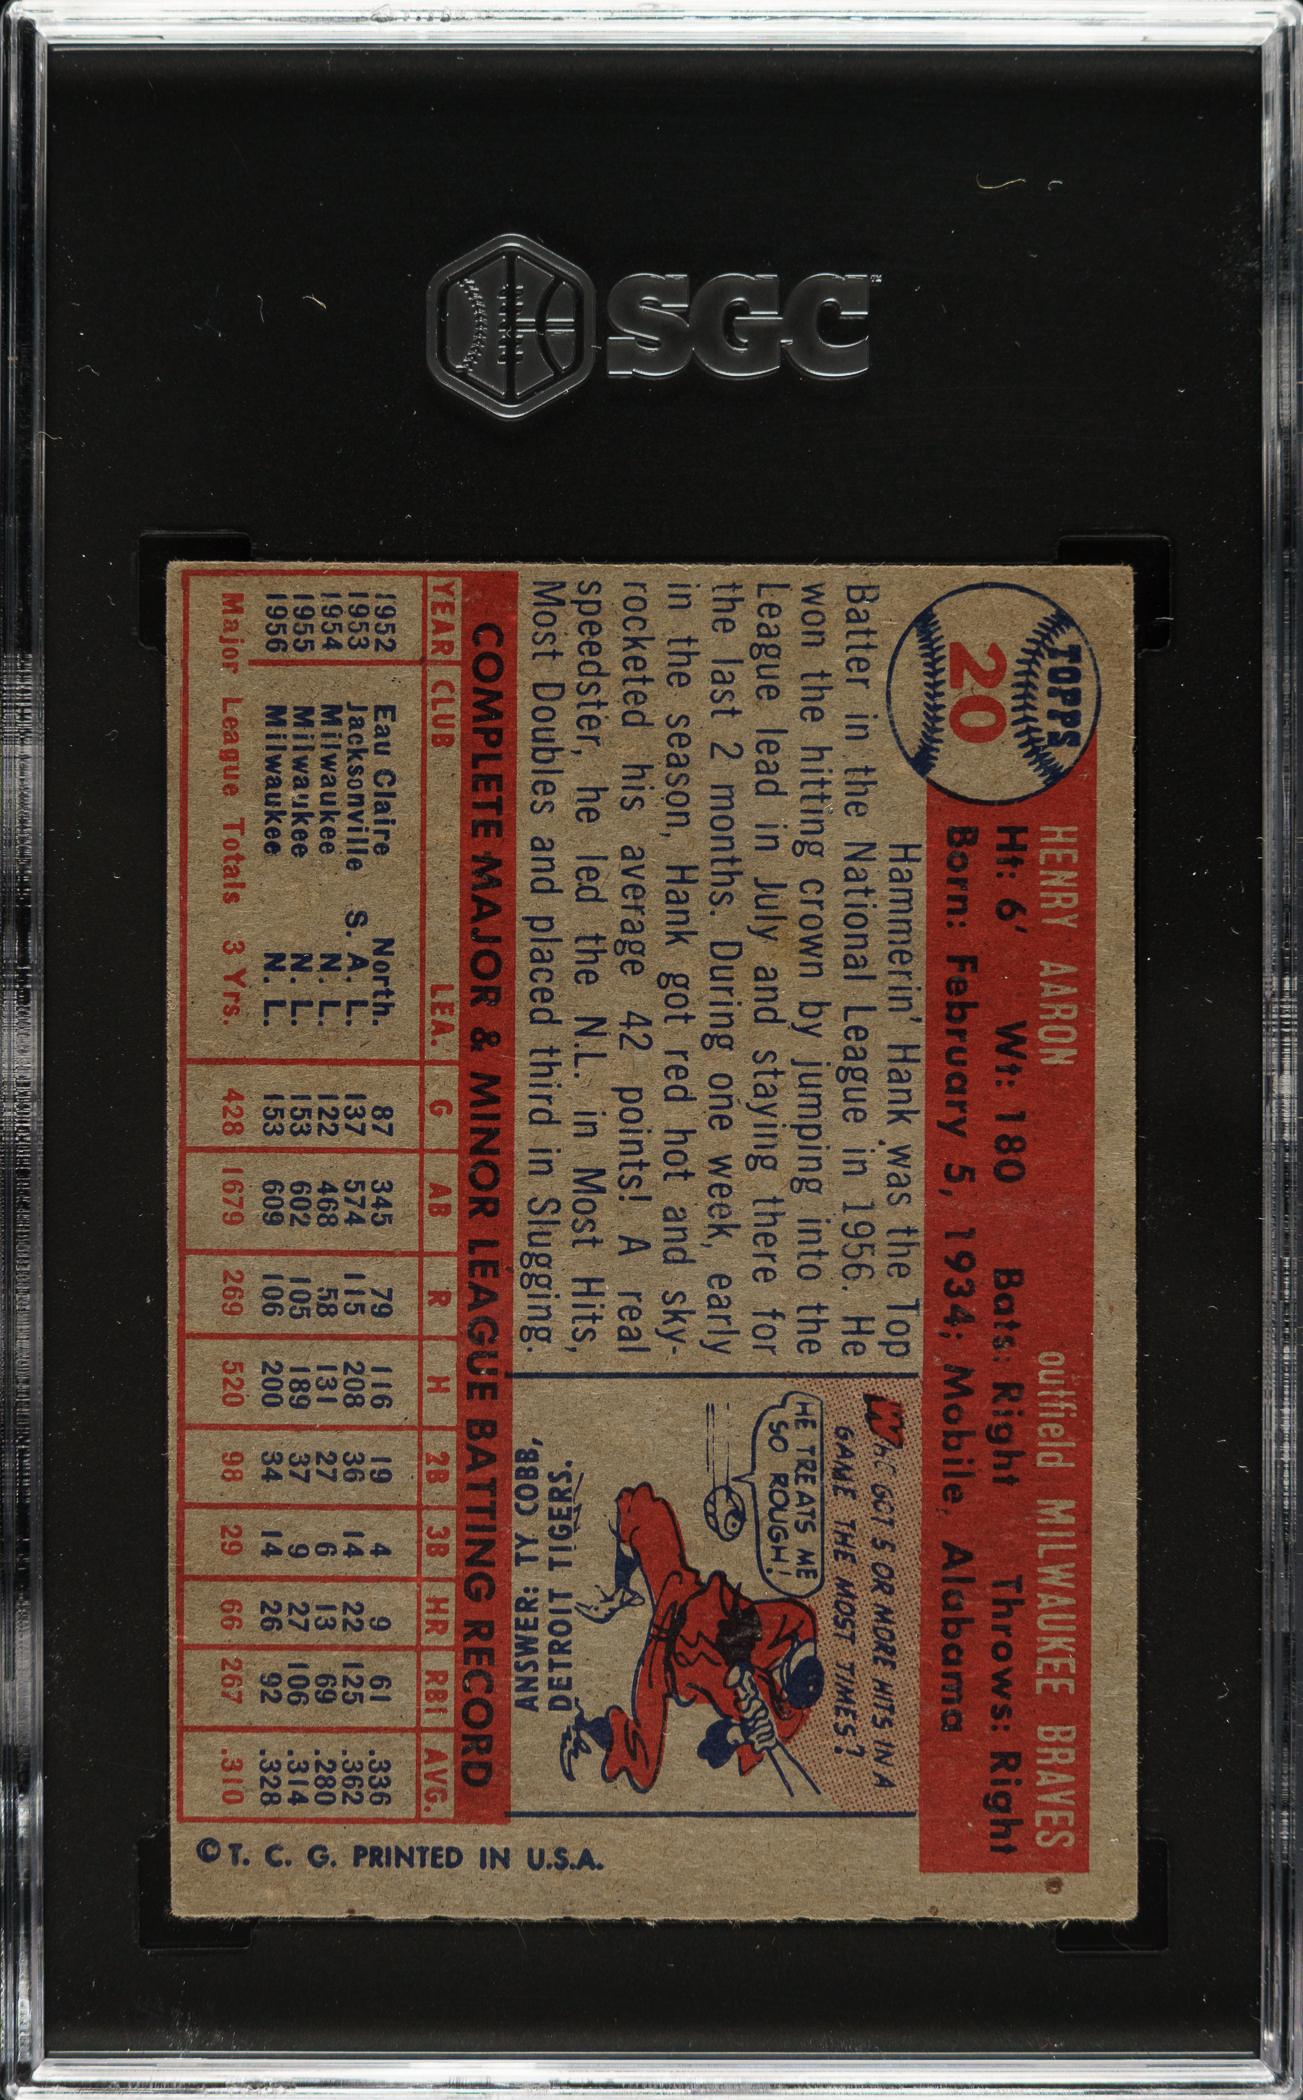 SGC
TOPPS
20
HENRY AARON outfield MILWAUKEE BRAVES
Ht: 6' Wt: 180 Bats: Right Throws: Right
Born: February 5, 1934; Mobile, Alabama
Hammerin' Hank was the Top
Batter in the National League in 1956. He
won the hitting crown by jumping into the
League lead in July and staying there for
the last 2 months. During one week, early
in the season, Hank got red hot and sky-
rocketed his average 42 points! A real
speedster, he led the N.L. in Most Hits,
Most Doubles and placed third in Slugging.
WHO GOT 5 OR MORE HITS IN A
GAME THE MOST TIMES?
HE TREATS ME
SO ROUGH!
ANSWER: TY COBB,
DETROIT TIGERS.
COMPLETE MAJOR & MINOR LEAGUE BATTING RECORD
YEAR CLUB LEA. G AB R H 2B 3B HR RBI AVG.
1952 Eau Claire North. 87 345 79 116 19 4 9 61 .336
1953 Jacksonville S. A. L. 137 574 115 208 36 14 22 125 .362
1954 Milwaukee N. L. 122 468 58 131 27 6 13 69 .280
1955 Milwaukee N. L. 153 602 105 189 37 9 27 106 .314
1956 Milwaukee N. L. 153 609 106 200 34 14 26 92 .328
Major League Totals 3 Yrs. 428 1679 269 520 98 29 66 267 .310
© T. C. G. PRINTED IN U.S.A.